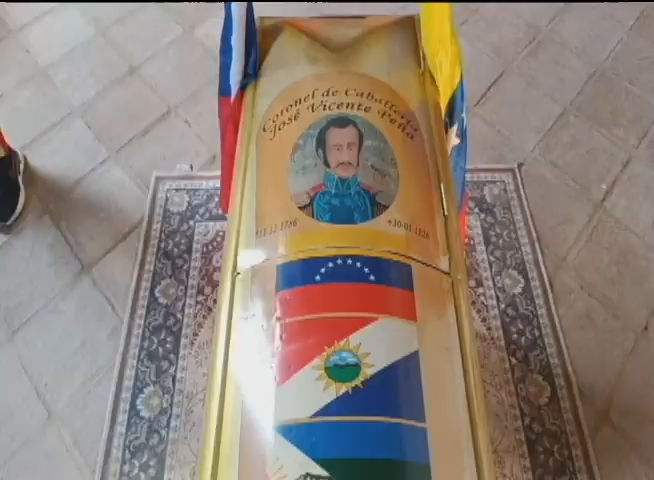 Coronel de Caballería
José Vicente Peña
*13-12-1786 +30-01-1828